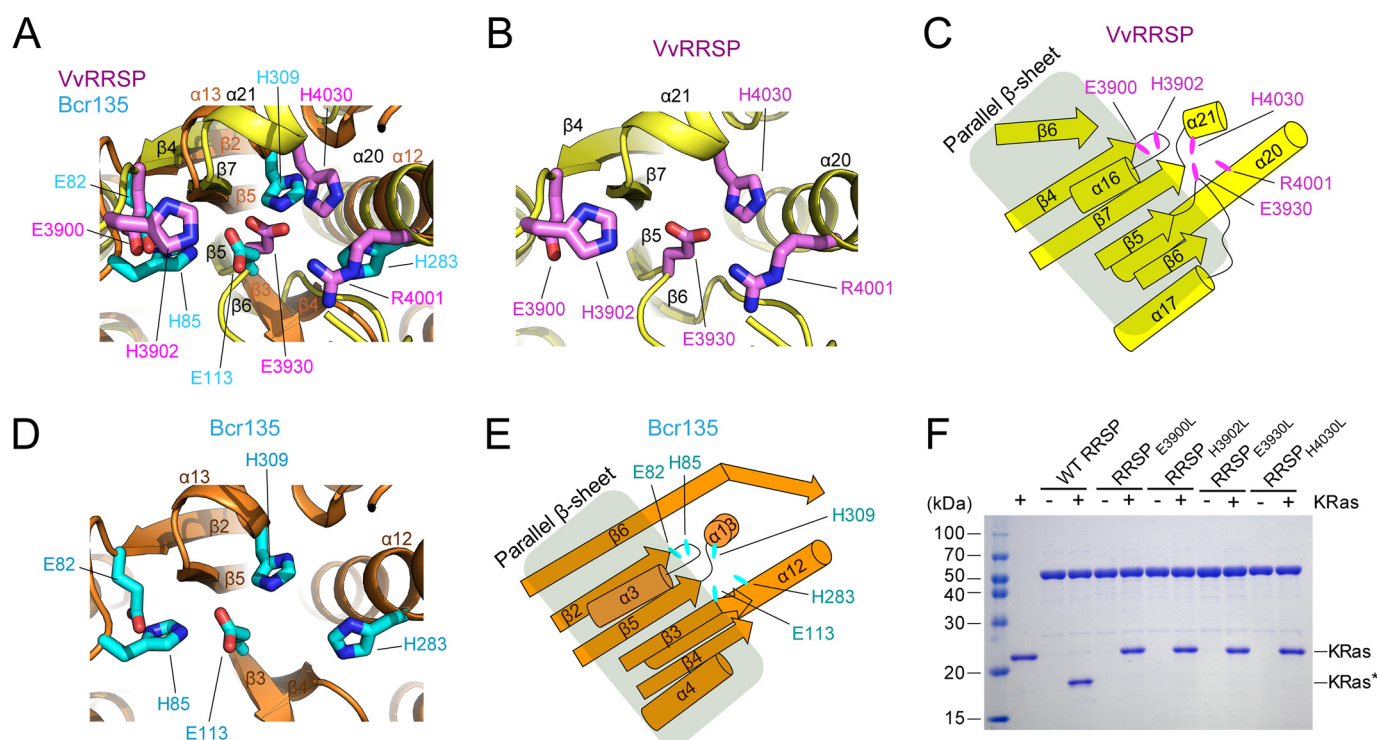 A
VvRRSP
Bcr135
H309
α13
α21
H4030
β4
β2
α20
α12
E82
β7
β5
E3900
β5
β3
H283
β6
β4
R4001
H85
H3902
E113
E3930
B
VvRRSP
α21
H4030
β4
α20
β7
β5
E3900
H3902
β6
R4001
E3930
C
VvRRSP
Parallel β-sheet
E3900
H3902
H4030
α21
β6
α20
α16
R4001
β4
E3930
β7
β5
β6
α17
D
Bcr135
H309
α13
β2
α12
E82
β5
H283
H85
β3
β4
E113
E
Bcr135
Parallel β-sheet
E82
H85
H309
β6
α13
α12
α3
H283
β2
β5
β3
E113
β4
α4
F
WT RRSP
RRSP E3900L
RRSP H3902L
RRSP E3930L
RRSP H4030L
(kDa) + - + - + - + - + - + KRas
100
70
50
40
30
20
15
KRas
KRas*